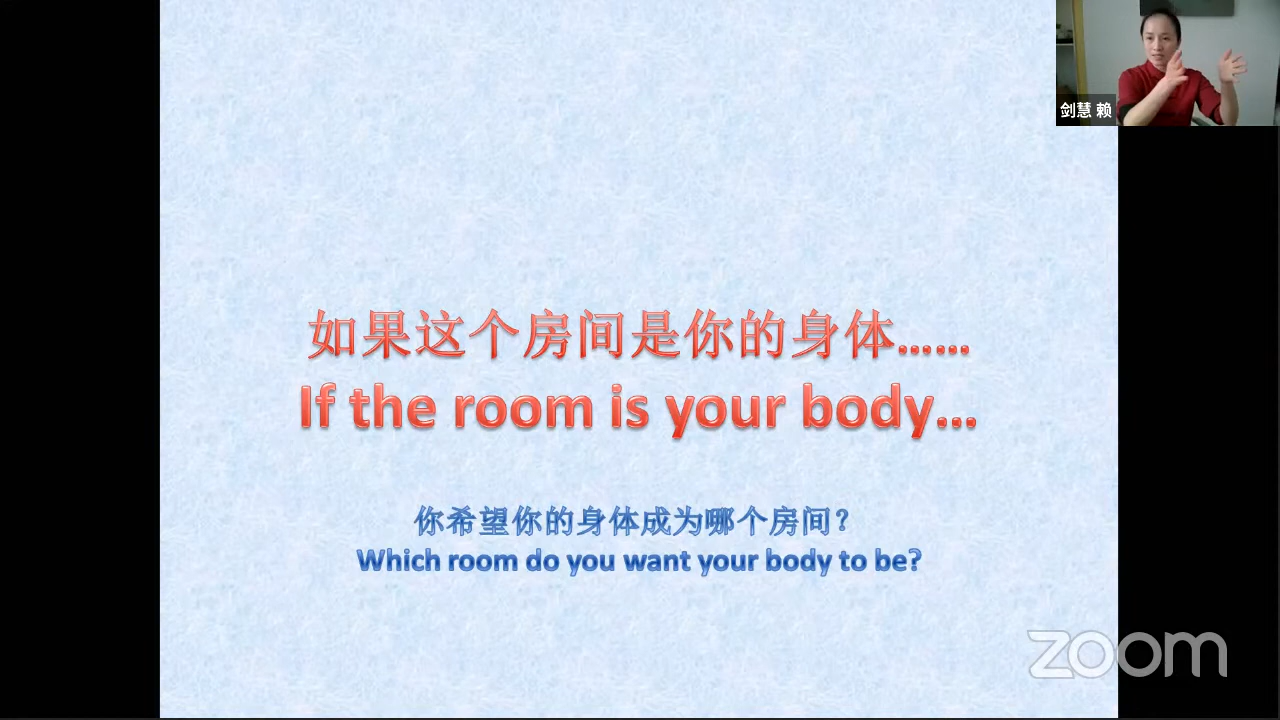 剑慧 赖
如果这个房间是你的身体……
If the room is your body…
你希望你的身体成为哪个房间？
Which room do you want your body to be?
zoom